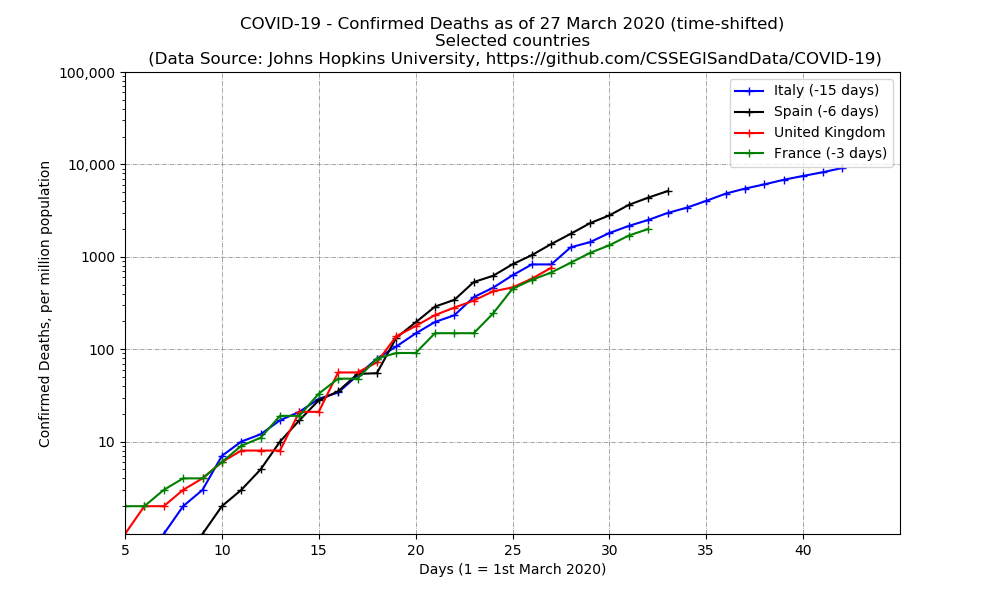 COVID-19 - Confirmed Deaths as of 27 March 2020 (time-shifted)
Selected countries
(Data Source: Johns Hopkins University, https://github.com/CSSEGISandData/COVID-19)
100,000
10,000
1000
100
10
Confirmed Deaths, per million population
Italy (-15 days)
Spain (-6 days)
United Kingdom
France (-3 days)
5 10 15 20 25 30 35 40
Days (1 = 1st March 2020)